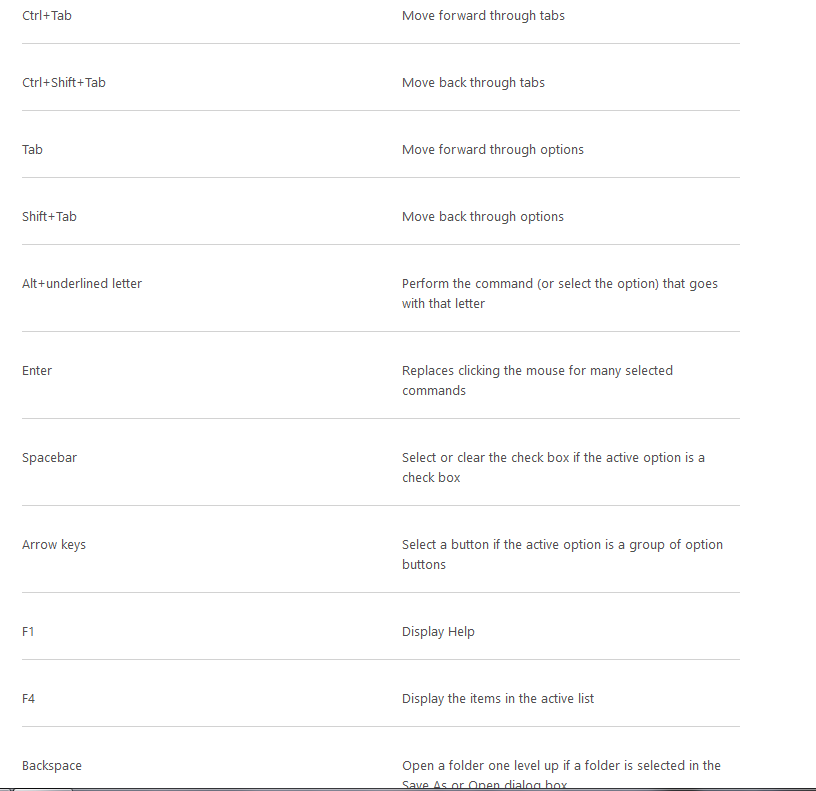 Ctrl+Tab Move forward through tabs
Ctrl+Shift+Tab Move back through tabs
Tab Move forward through options
Shift+Tab Move back through options
Alt+underlined letter Perform the command (or select the option) that goes
with that letter
Enter Replaces clicking the mouse for many selected
commands
Spacebar Select or clear the check box if the active option is a
check box
Arrow keys Select a button if the active option is a group of option
buttons
F1 Display Help
F4 Display the items in the active list
Backspace Open a folder one level up if a folder is selected in the
Save As or Open dialog box